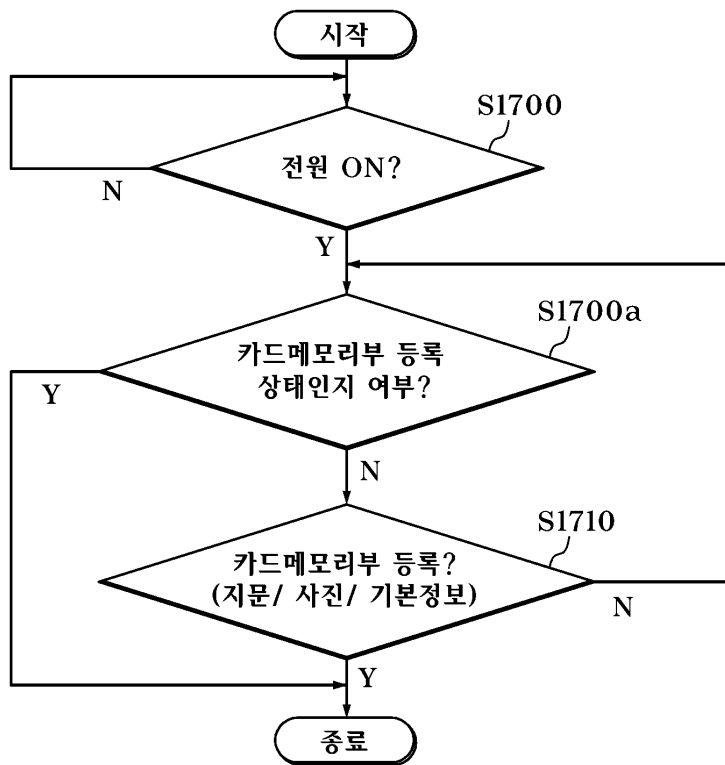 시작
S1700
전원 ON?
N
Y
S1700a
카드메모리부 등록
상태인지 여부?
Y
N
S1710
카드메모리부 등록?
(지문/ 사진/ 기본정보)
N
Y
종료